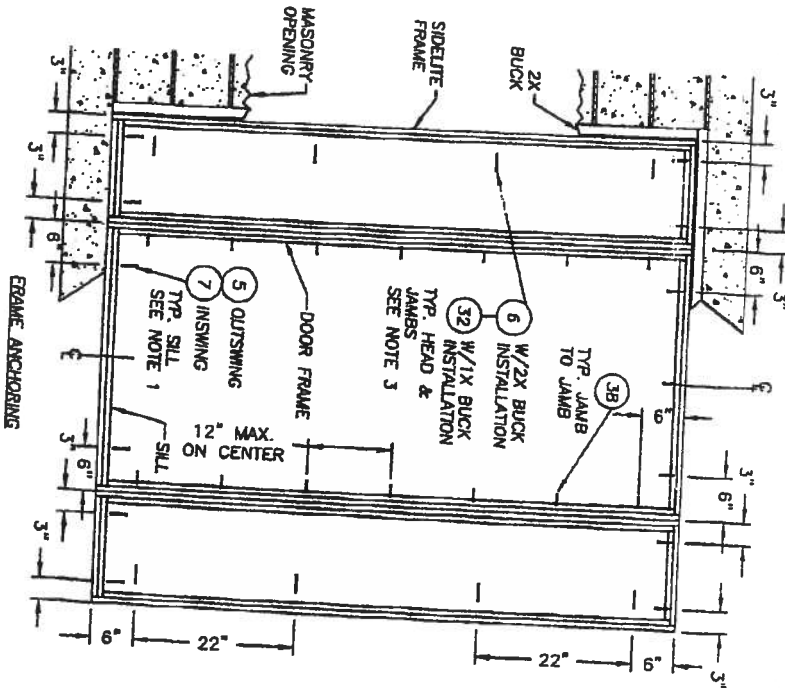 MASONRY
OPENING
SIDELITE
FRAME
2X
BUCK
3"
3"
6"
3"
3"
6"
3"
5 OUTSWING
7 INSWING
TYP. SILL
SEE NOTE 1
DOOR FRAME
6 W/2X BUCK
INSTALLATION
32 W/1X BUCK
INSTALLATION
TYP. HEAD &
JAMBS
SEE NOTE 3
38
TYP. JAMB
TO JAMB
6"
SILL
12" MAX.
ON CENTER
3"
6"
3"
3"
6"
3"
6"
22"
22"
6"
FRAME ANCHORING